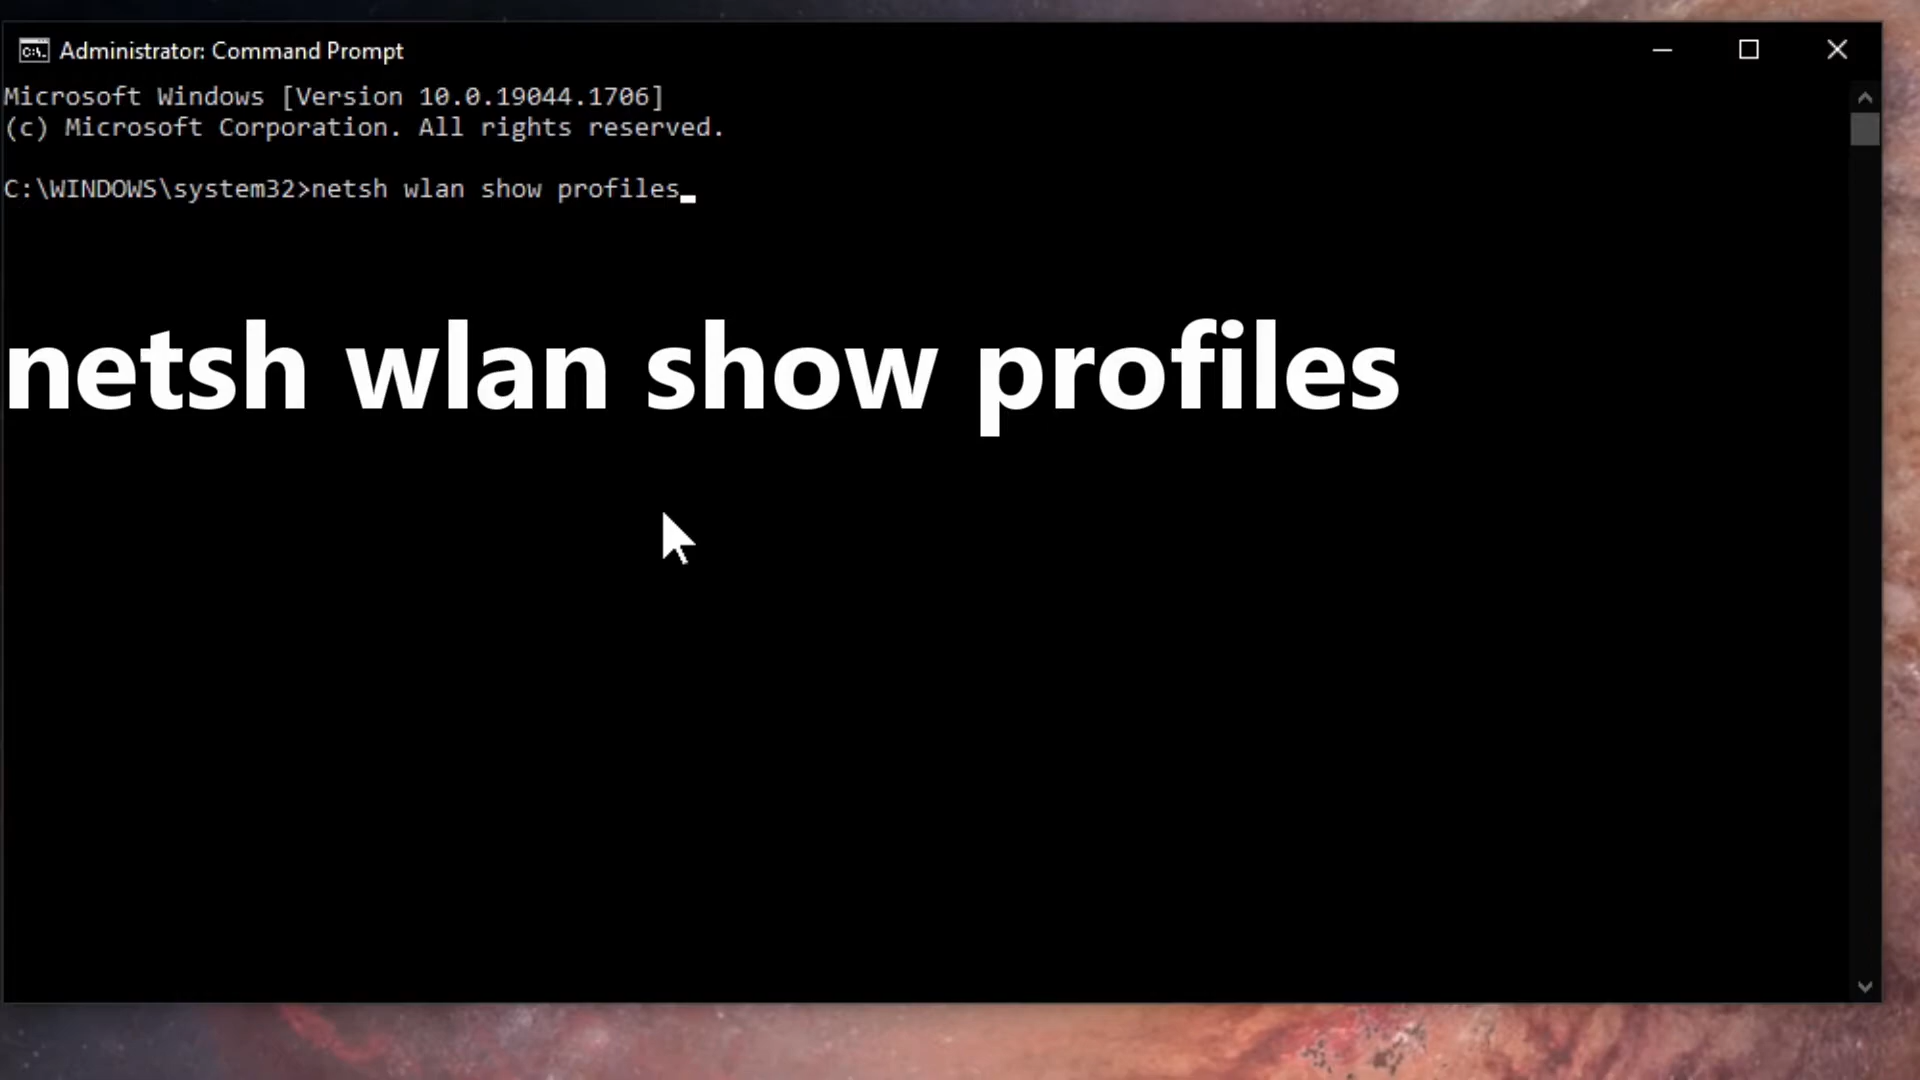 Administrator: Command Prompt
Microsoft Windows [Version 10.0.19044.1706]
(c) Microsoft Corporation. All rights reserved.
C:\WINDOWS\system32>netsh wlan show profiles
netsh wlan show profiles